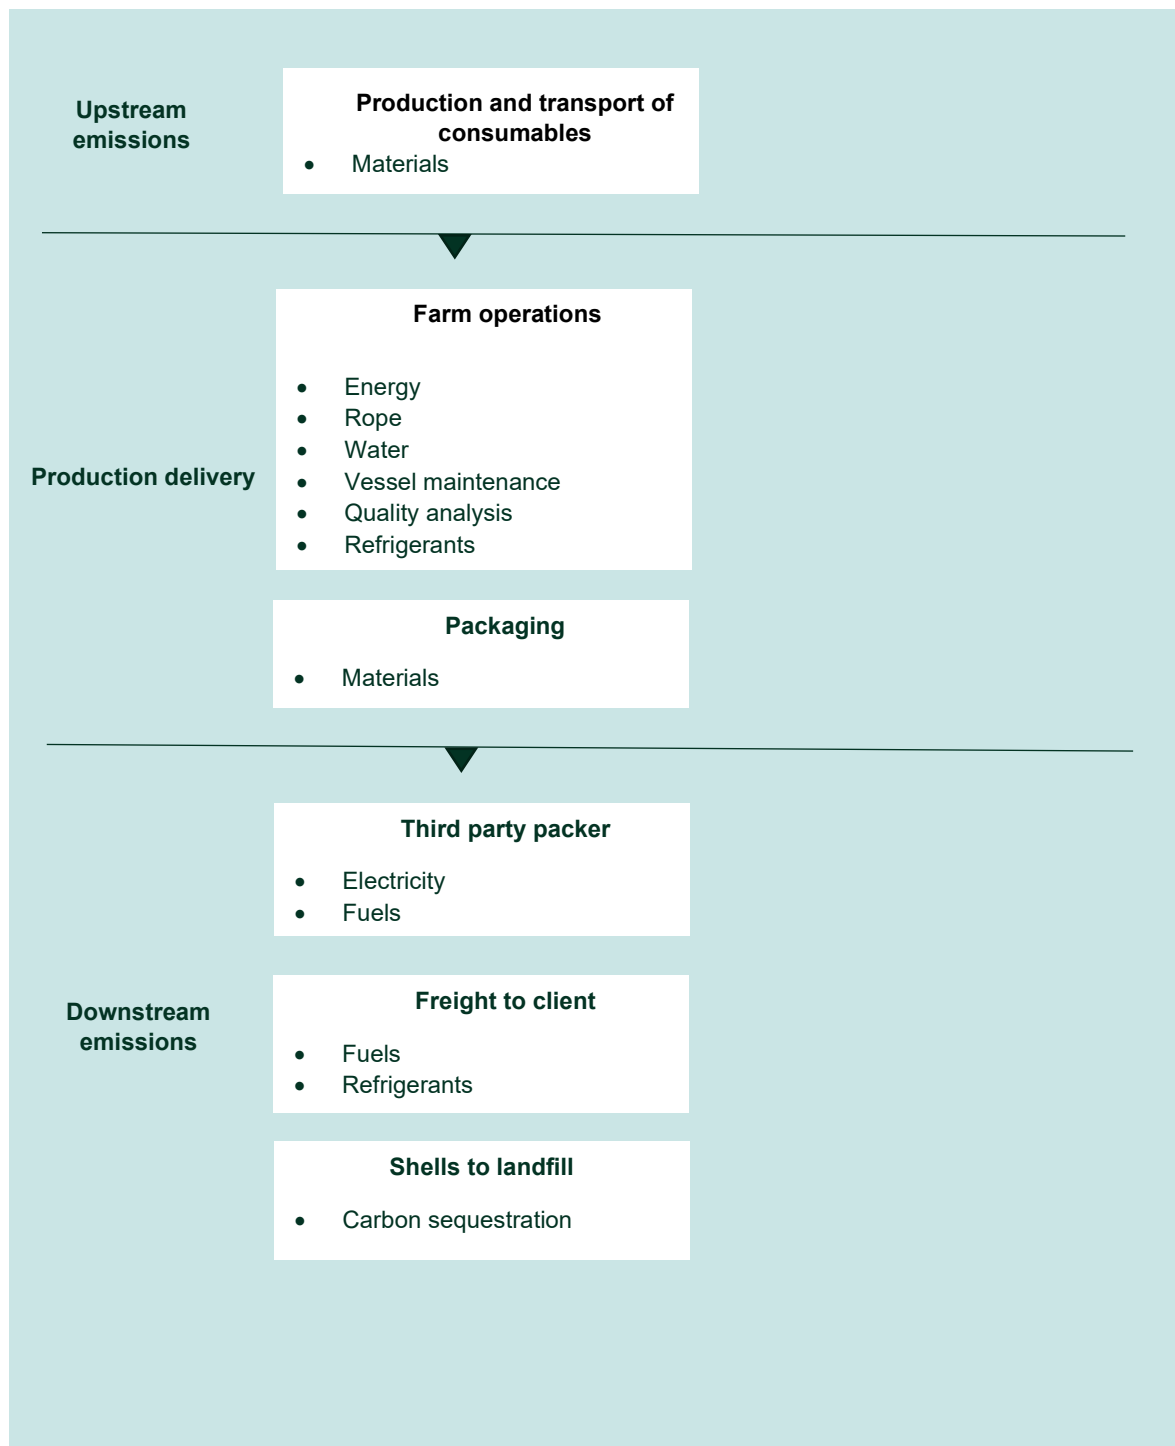 Upstream
emissions
Production and transport of
consumables
• Materials
Farm operations
• Energy
• Rope
• Water
Production delivery
• Vessel maintenance
• Quality analysis
• Refrigerants
Packaging
• Materials
Third party packer
• Electricity
• Fuels
Downstream
emissions
Freight to client
• Fuels
• Refrigerants
Shells to landfill
• Carbon sequestration